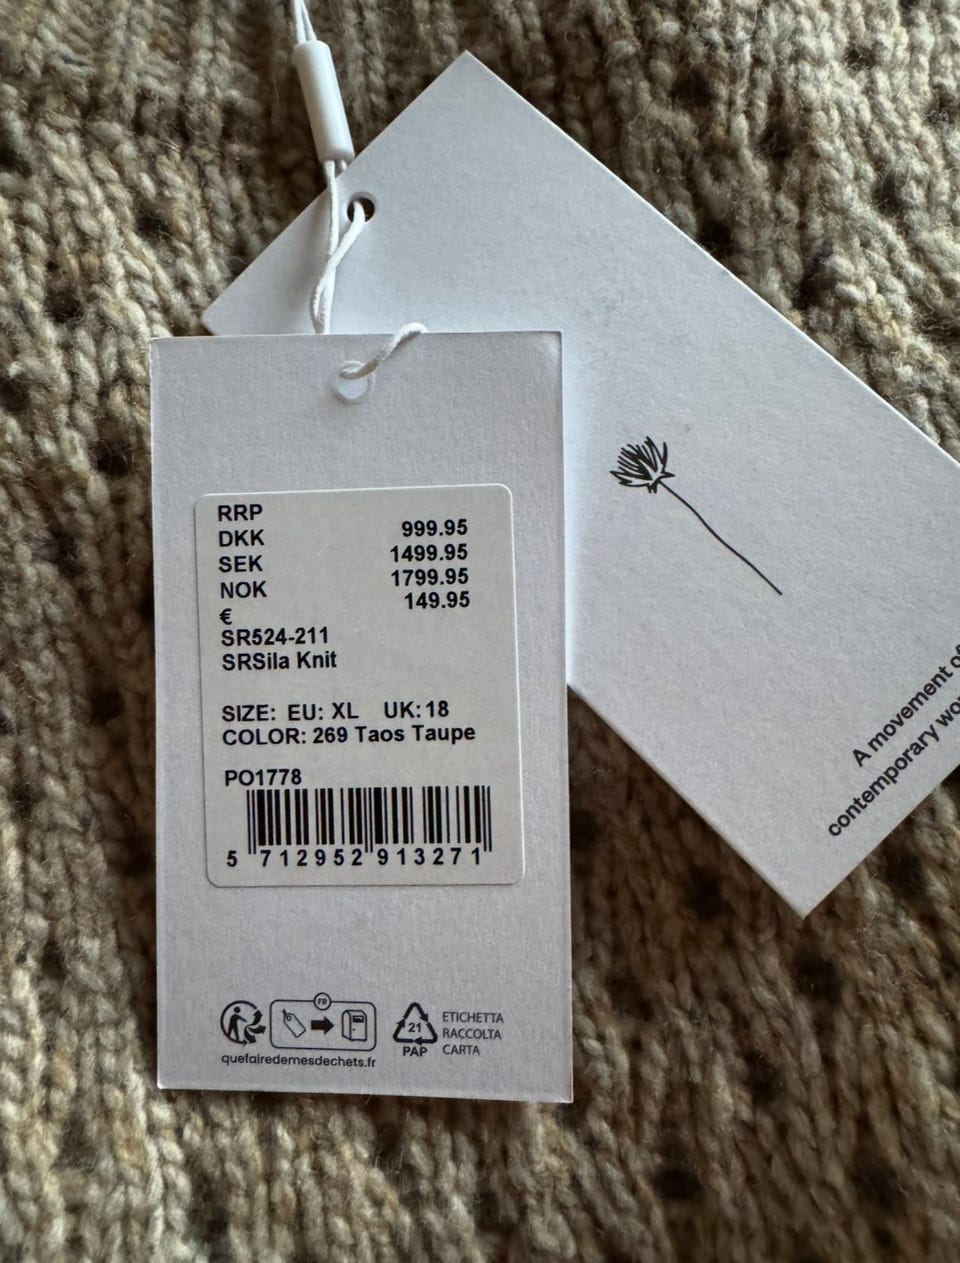 RRP
DKK 999.95
SEK 1499.95
NOK 1799.95
€ 149.95
SR524-211
SRSila Knit
SIZE: EU: XL UK: 18
COLOR: 269 Taos Taupe
PO1778
5 712952 913271
FR
quefairedemesdechets.fr
21
PAP
ETICHETTA
RACCOLTA
CARTA
A movement of
contemporary